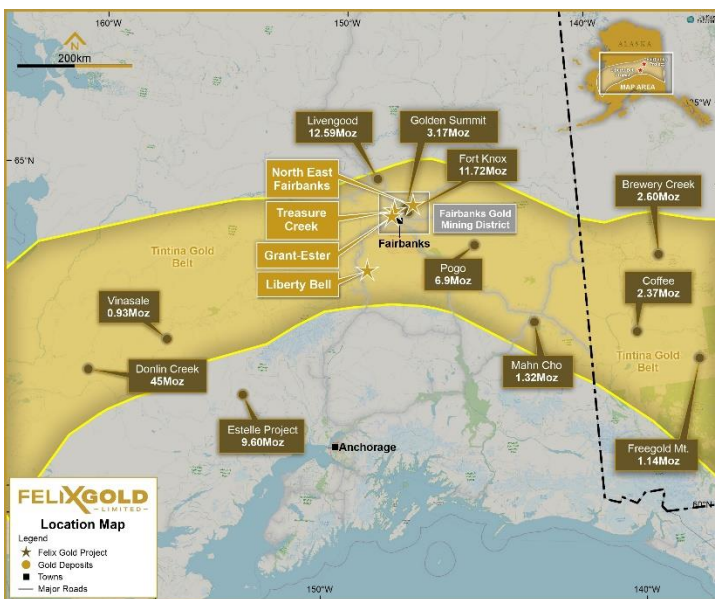 160°W
150°W
140°W
N
200km
ALASKA
MAP AREA
65°N
Livengood
12.59Moz
Golden Summit
3.17Moz
Fort Knox
11.72Moz
North East
Fairbanks
Treasure
Creek
Grant-Ester
Liberty Bell
Fairbanks Gold
Mining District
Fairbanks
Brewery Creek
2.60Moz
Tintina Gold
Belt
Pogo
6.9Moz
Coffee
2.37Moz
Vinasale
0.93Moz
Donlin Creek
45Moz
Mahn Cho
1.32Moz
Tintina Gold
Belt
Estelle Project
9.60Moz
Anchorage
Freegold Mt.
1.14Moz
60°N
FELIXGOLD
LIMITED
Location Map
Legend
Felix Gold Project
Gold Deposits
Towns
Major Roads
150°W
140°W